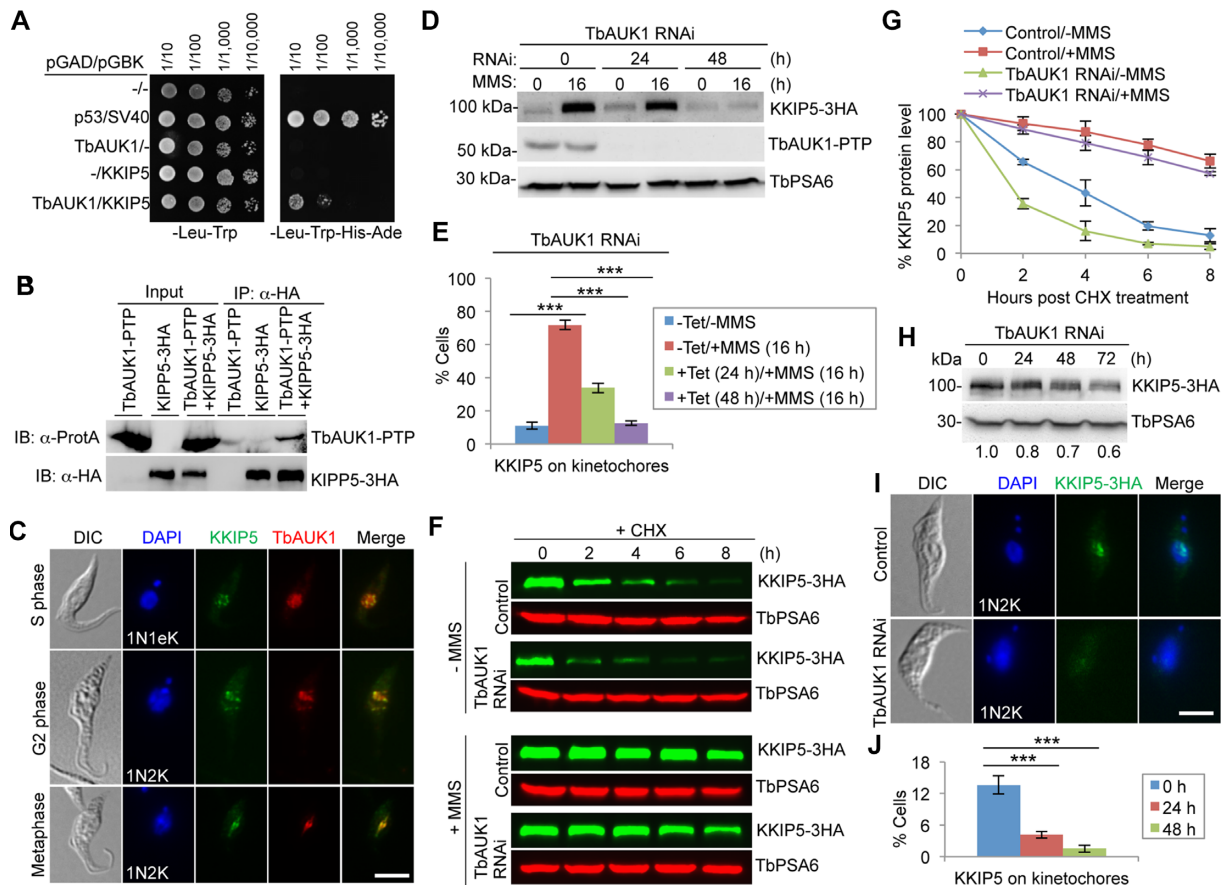 A
pGAD/pGBK
1/10
1/100
1/1,000
1/10,000
1/10
1/100
1/1,000
1/10,000
-/-
p53/SV40
TbAUK1/-
-/KKIP5
TbAUK1/KKIP5
-Leu-Trp
-Leu-Trp-His-Ade
B
Input
IP: α-HA
TbAUK1-PTP
KIPP5-3HA
TbAUK1-PTP
+KIPP5-3HA
TbAUK1-PTP
KIPP5-3HA
TbAUK1-PTP
+KIPP5-3HA
IB: α-ProtA
TbAUK1-PTP
IB: α-HA
KIPP5-3HA
C
DIC
DAPI
KKIP5
TbAUK1
Merge
S phase
1N1eK
G2 phase
1N2K
Metaphase
1N2K
D
TbAUK1 RNAi
RNAi: 0 24 48 (h)
MMS: 0 16 0 16 0 16 (h)
100 kDa-
KKIP5-3HA
50 kDa-
TbAUK1-PTP
30 kDa-
TbPSA6
E
TbAUK1 RNAi
***
***
***
% Cells
80
60
40
20
0
-Tet/-MMS
-Tet/+MMS (16 h)
+Tet (24 h)/+MMS (16 h)
+Tet (48 h)/+MMS (16 h)
KKIP5 on kinetochores
F
+ CHX
0 2 4 6 8 (h)
- MMS
Control
KKIP5-3HA
TbPSA6
TbAUK1
RNAi
KKIP5-3HA
TbPSA6
+ MMS
Control
KKIP5-3HA
TbPSA6
TbAUK1
RNAi
KKIP5-3HA
TbPSA6
G
Control/-MMS
Control/+MMS
TbAUK1 RNAi/-MMS
TbAUK1 RNAi/+MMS
% KKIP5 protein level
100
80
60
40
20
0
0 2 4 6 8
Hours post CHX treatment
H
TbAUK1 RNAi
kDa 0 24 48 72 (h)
100-
KKIP5-3HA
30-
TbPSA6
1.0 0.8 0.7 0.6
I
DIC
DAPI
KKIP5-3HA
Merge
Control
1N2K
TbAUK1 RNAi
1N2K
J
***
***
% Cells
18
12
6
0
0 h
24 h
48 h
KKIP5 on kinetochores